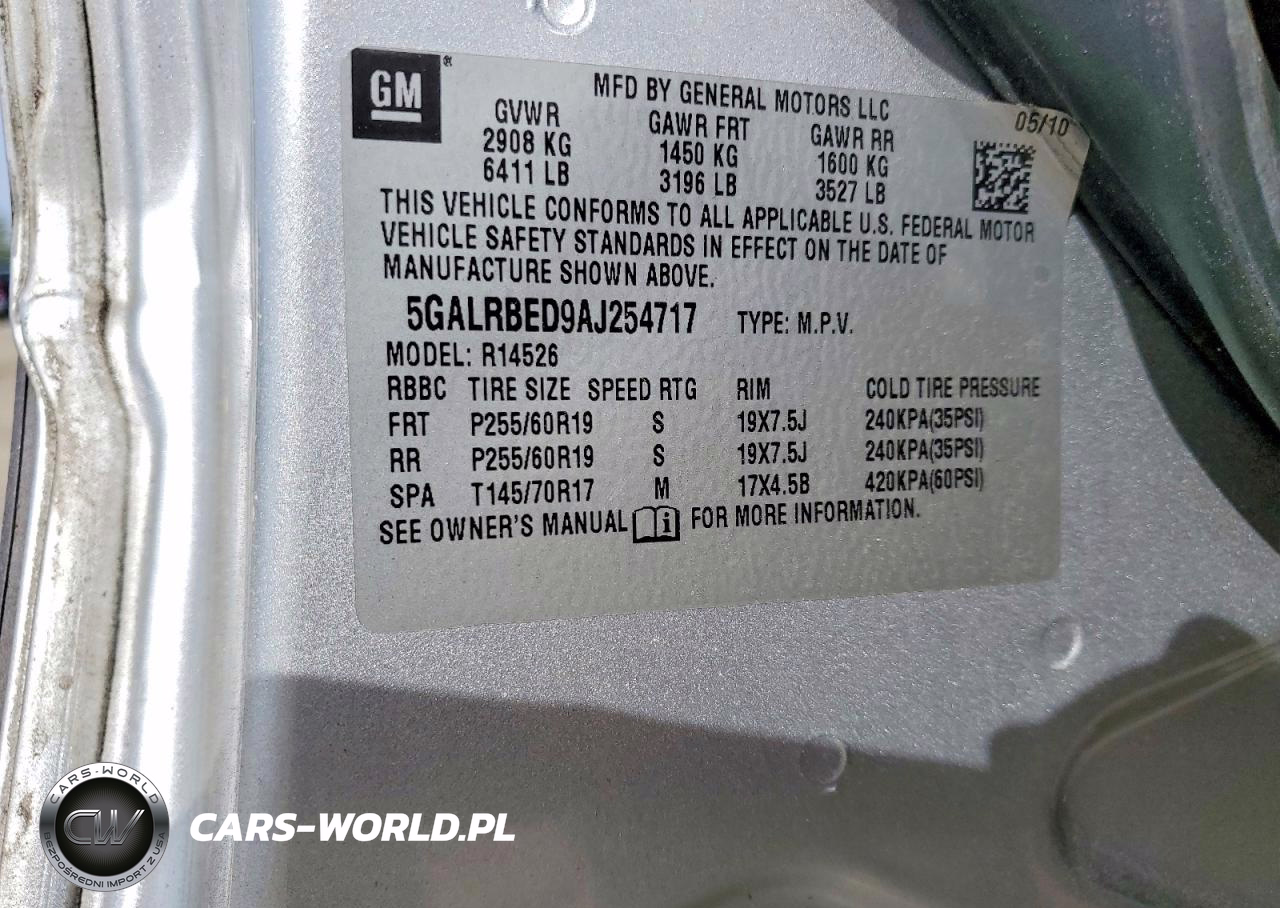 GM®
MFD BY GENERAL MOTORS LLC
05/10
GVWR GAWR FRT GAWR RR
2908 KG 1450 KG 1600 KG
6411 LB 3196 LB 3527 LB
THIS VEHICLE CONFORMS TO ALL APPLICABLE U.S. FEDERAL MOTOR
VEHICLE SAFETY STANDARDS IN EFFECT ON THE DATE OF
MANUFACTURE SHOWN ABOVE.
5GALRBED9AJ254717 TYPE: M.P.V.
MODEL: R14526
RBBC TIRE SIZE SPEED RTG RIM COLD TIRE PRESSURE
FRT P255/60R19 S 19X7.5J 240KPA(35PSI)
RR P255/60R19 S 19X7.5J 240KPA(35PSI)
SPA T145/70R17 M 17X4.5B 420KPA(60PSI)
SEE OWNER'S MANUAL i FOR MORE INFORMATION.
CARS-WORLD
CW
BEZPOŚREDNI IMPORT Z USA
CARS-WORLD.PL